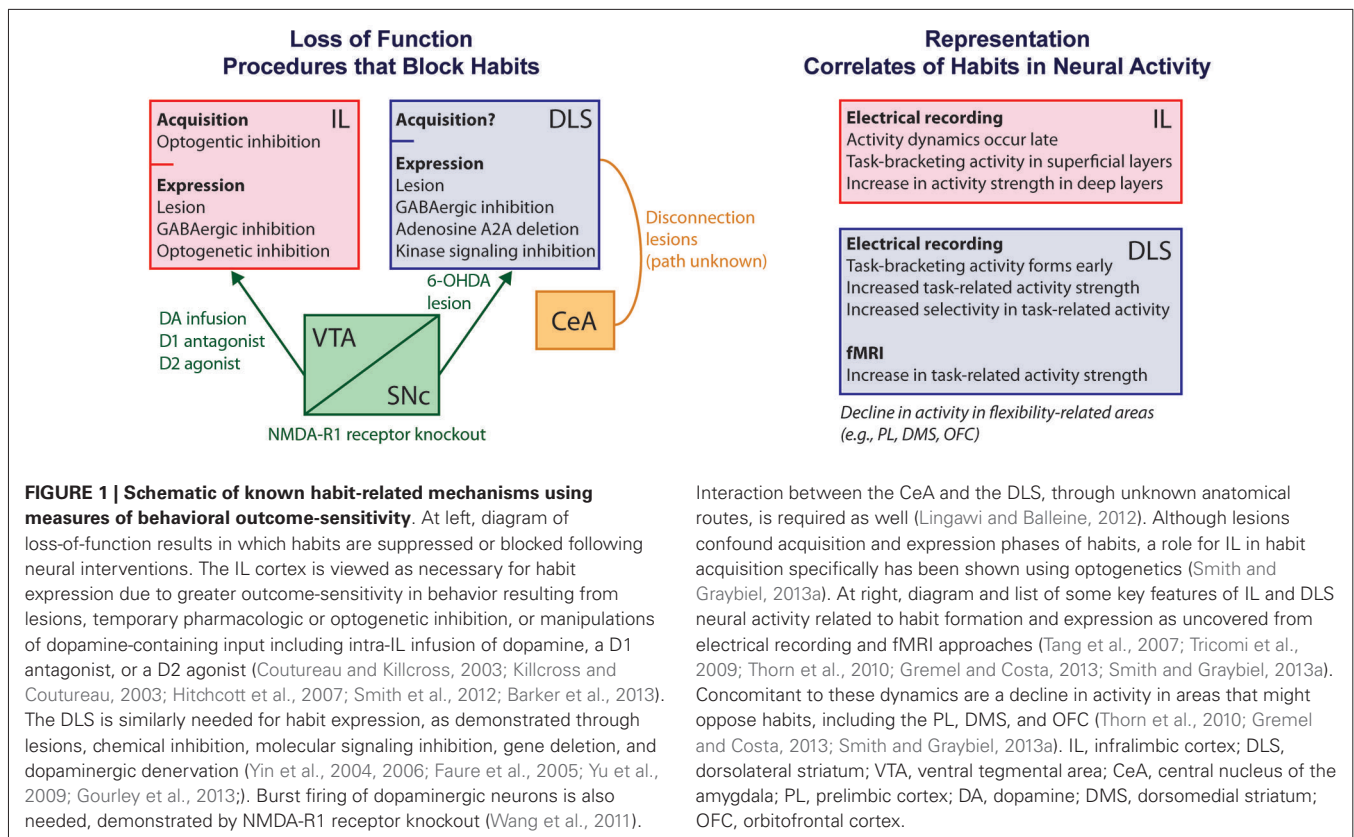 Loss of Function
Procedures that Block Habits
Acquisition IL
Optogentic inhibition
Expression
Lesion
GABAergic inhibition
Optogenetic inhibition
Acquisition? DLS
Expression
Lesion
GABAergic inhibition
Adenosine A2A deletion
Kinase signaling inhibition
Disconnection
lesions
(path unknown)
6-OHDA
lesion
DA infusion
D1 antagonist
D2 agonist
VTA
SNc
CeA
NMDA-R1 receptor knockout
Representation
Correlates of Habits in Neural Activity
Electrical recording IL
Activity dynamics occur late
Task-bracketing activity in superficial layers
Increase in activity strength in deep layers
Electrical recording DLS
Task-bracketing activity forms early
Increased task-related activity strength
Increased selectivity in task-related activity
fMRI
Increase in task-related activity strength
Decline in activity in flexibility-related areas
(e.g., PL, DMS, OFC)
FIGURE 1 | Schematic of known habit-related mechanisms using
measures of behavioral outcome-sensitivity. At left, diagram of
loss-of-function results in which habits are suppressed or blocked following
neural interventions. The IL cortex is viewed as necessary for habit
expression due to greater outcome-sensitivity in behavior resulting from
lesions, temporary pharmacologic or optogenetic inhibition, or manipulations
of dopamine-containing input including intra-IL infusion of dopamine, a D1
antagonist, or a D2 agonist (Coutureau and Killcross, 2003; Killcross and
Coutureau, 2003; Hitchcott et al., 2007; Smith et al., 2012; Barker et al., 2013).
The DLS is similarly needed for habit expression, as demonstrated through
lesions, chemical inhibition, molecular signaling inhibition, gene deletion, and
dopaminergic denervation (Yin et al., 2004, 2006; Faure et al., 2005; Yu et al.,
2009; Gourley et al., 2013;). Burst firing of dopaminergic neurons is also
needed, demonstrated by NMDA-R1 receptor knockout (Wang et al., 2011).
Interaction between the CeA and the DLS, through unknown anatomical
routes, is required as well (Lingawi and Balleine, 2012). Although lesions
confound acquisition and expression phases of habits, a role for IL in habit
acquisition specifically has been shown using optogenetics (Smith and
Graybiel, 2013a). At right, diagram and list of some key features of IL and DLS
neural activity related to habit formation and expression as uncovered from
electrical recording and fMRI approaches (Tang et al., 2007; Tricomi et al.,
2009; Thorn et al., 2010; Gremel and Costa, 2013; Smith and Graybiel, 2013a).
Concomitant to these dynamics are a decline in activity in areas that might
oppose habits, including the PL, DMS, and OFC (Thorn et al., 2010; Gremel
and Costa, 2013; Smith and Graybiel, 2013a). IL, infralimbic cortex; DLS,
dorsolateral striatum; VTA, ventral tegmental area; CeA, central nucleus of the
amygdala; PL, prelimbic cortex; DA, dopamine; DMS, dorsomedial striatum;
OFC, orbitofrontal cortex.